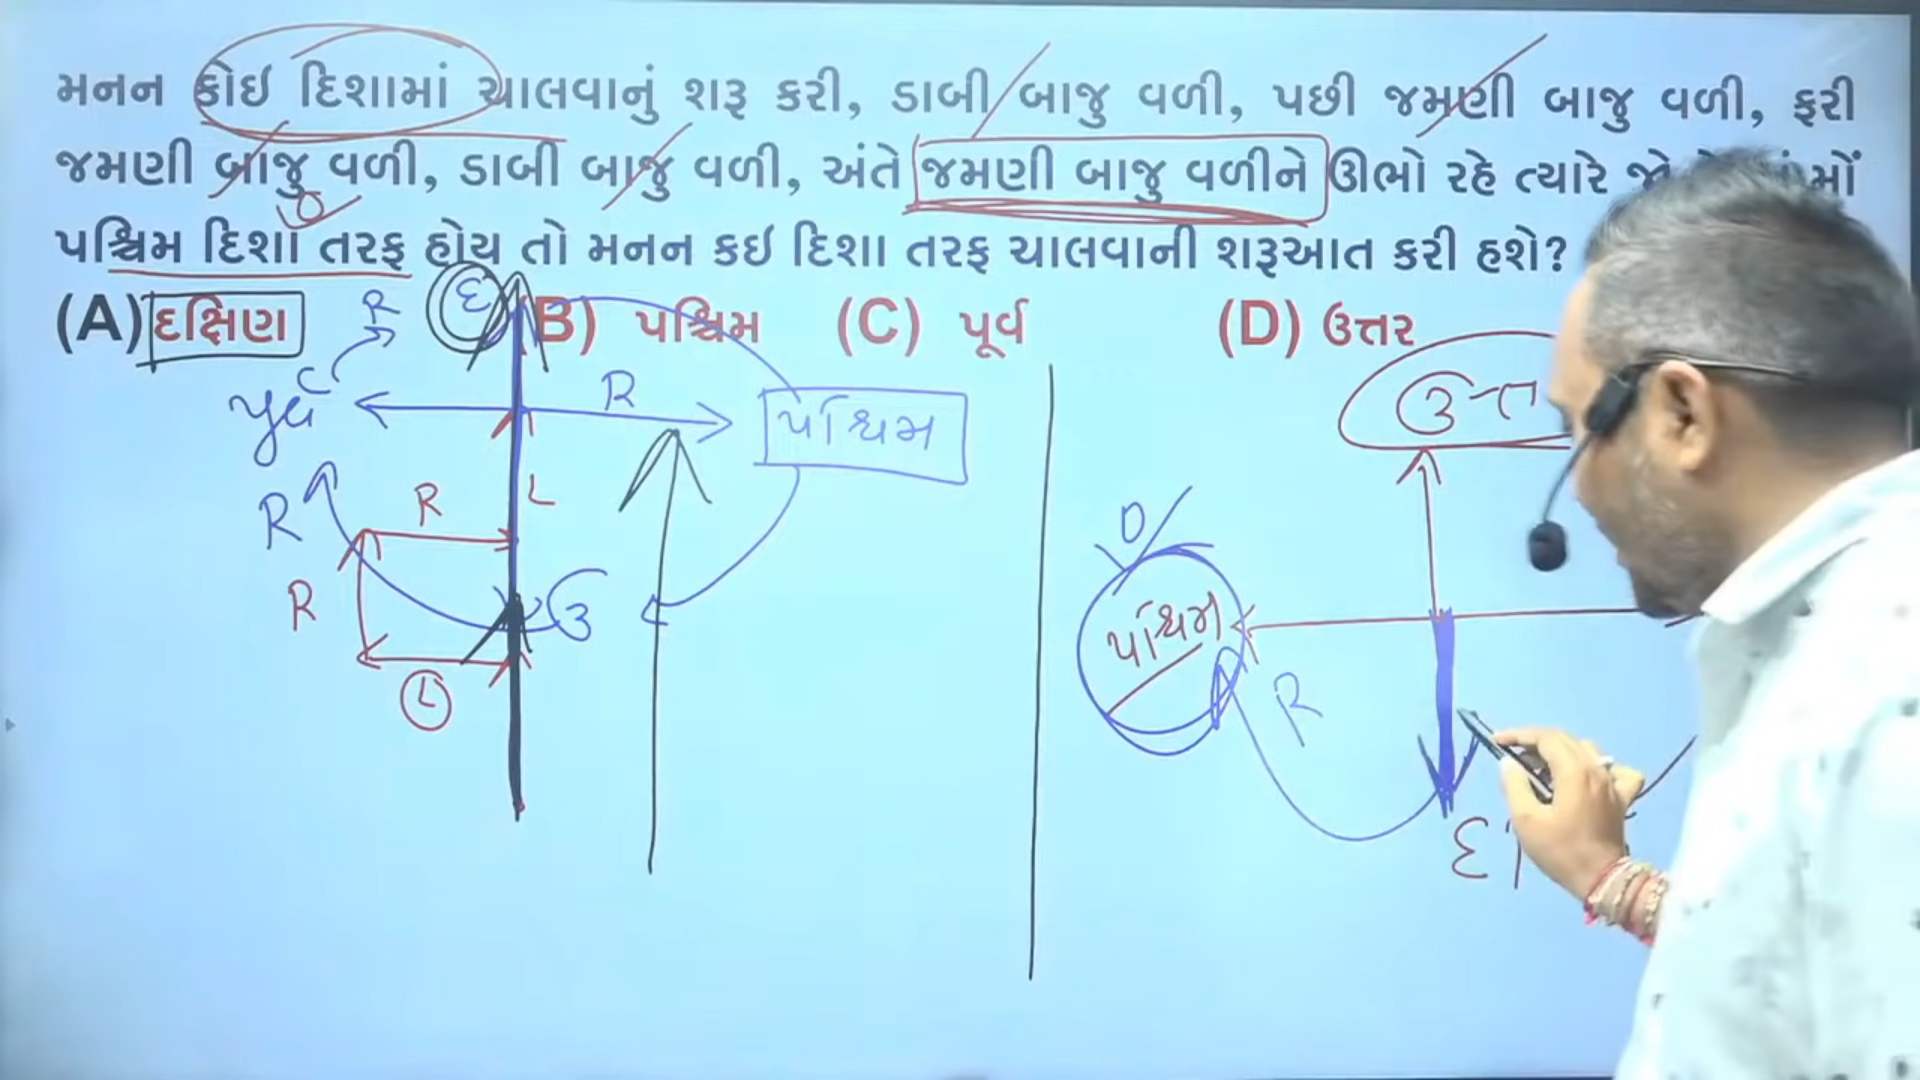 મનન કોઈ દિશામાં ચાલવાનું શરૂ કરી, ડાબી બાજુ વળી, પછી જમણી બાજુ વળી, ફરી
જમણી બાજુ વળી, ડાબી બાજુ વળી, અંતે જમણી બાજુ વળીને ઊભો રહે ત્યારે મોં
પશ્ચિમ દિશા તરફ હોય તો મનન કઇ દિશા તરફ ચાલવાની શરૂઆત કરી હશે?
(A) દક્ષિણ (B) પશ્ચિમ (C) પૂર્વ (D) ઉત્તર
R
દ
પૂર્વ
R
પશ્ચિમ
R
R
L
R
ઉ
L
પશ્ચિમ
R